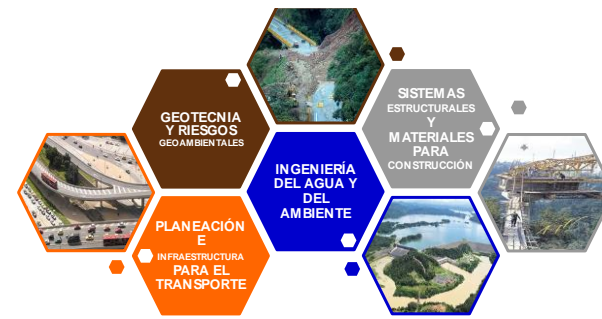 GEOTECNIA
Y RIESGOS
GEOAMBIENTALES
SISTEMAS
ESTRUCTURALES
Y
MATERIALES
PARA
CONSTRUCCIÓN
INGENIERÍA
DEL AGUA Y
DEL
AMBIENTE
PLANEACIÓN
E
INFRAESTRUCTURA
PARA EL
TRANSPORTE